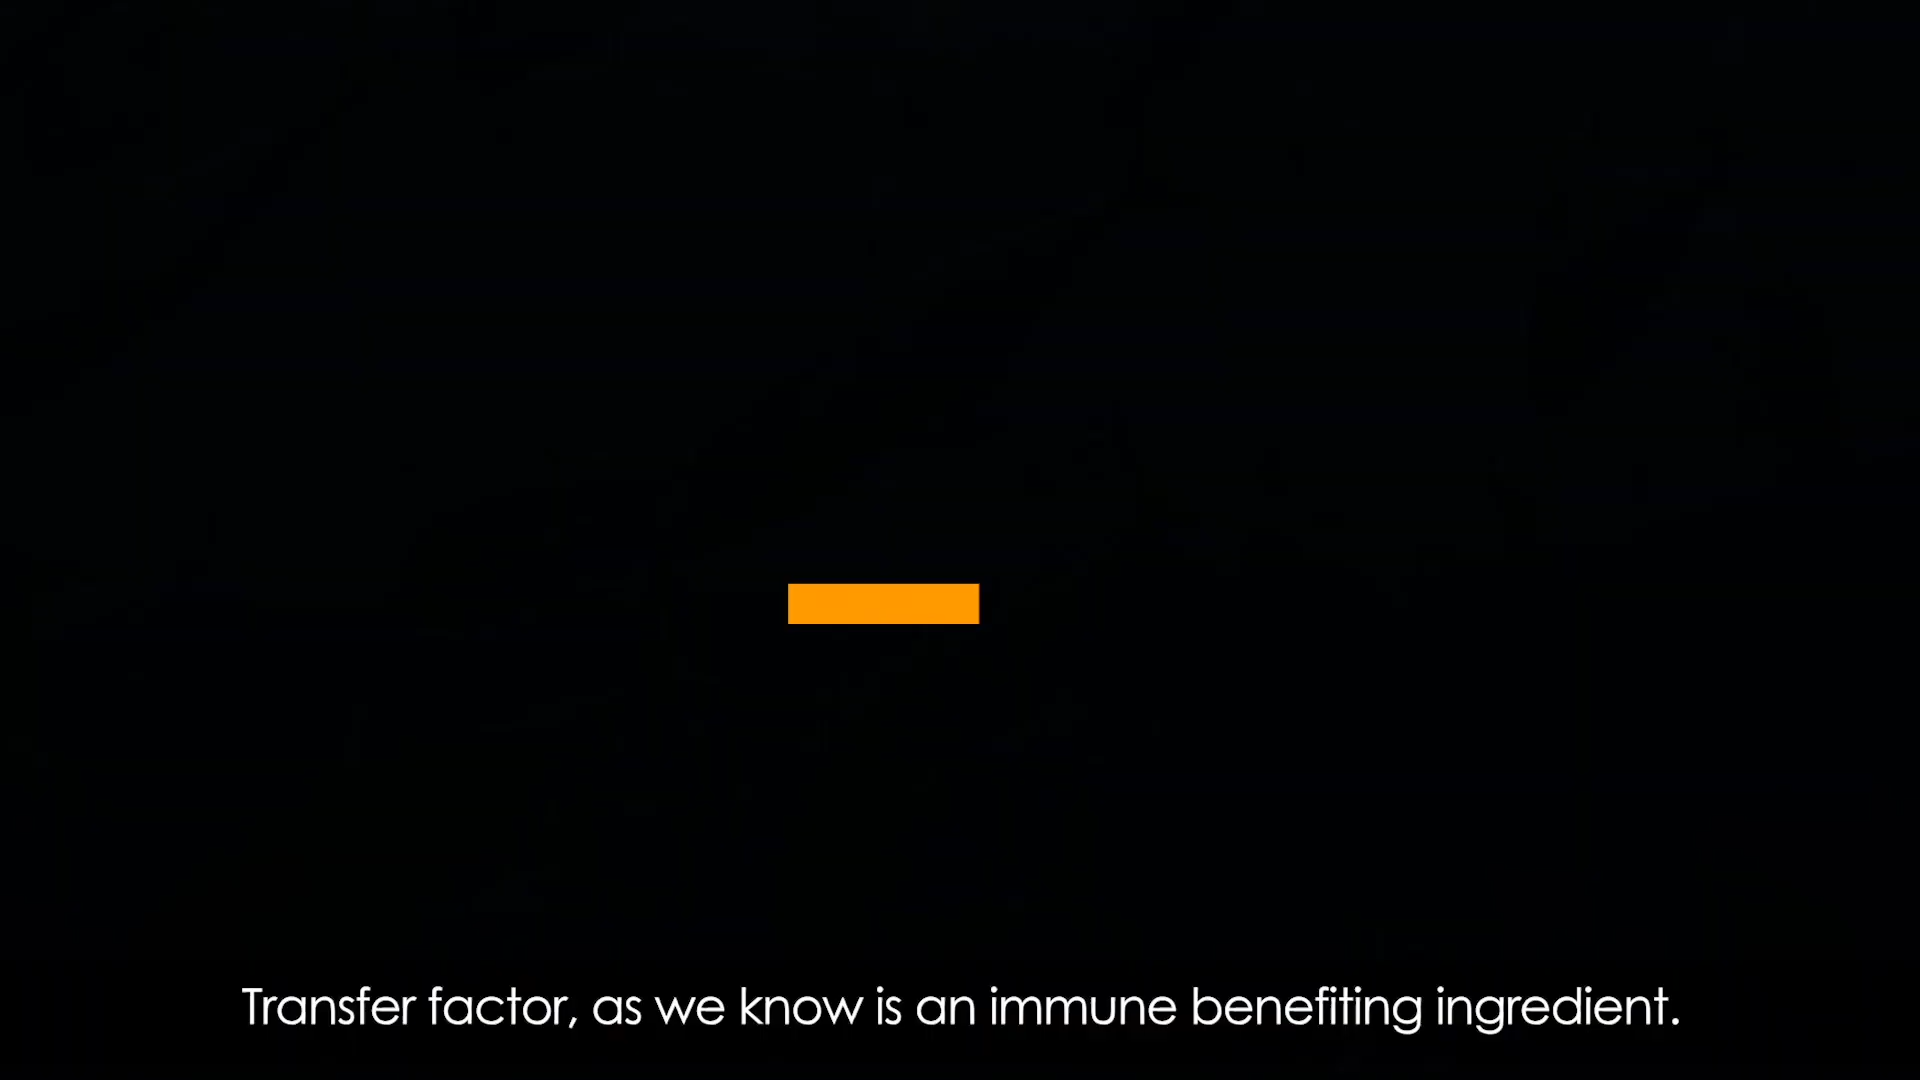 Transfer factor, as we know is an immune benefiting ingredient.